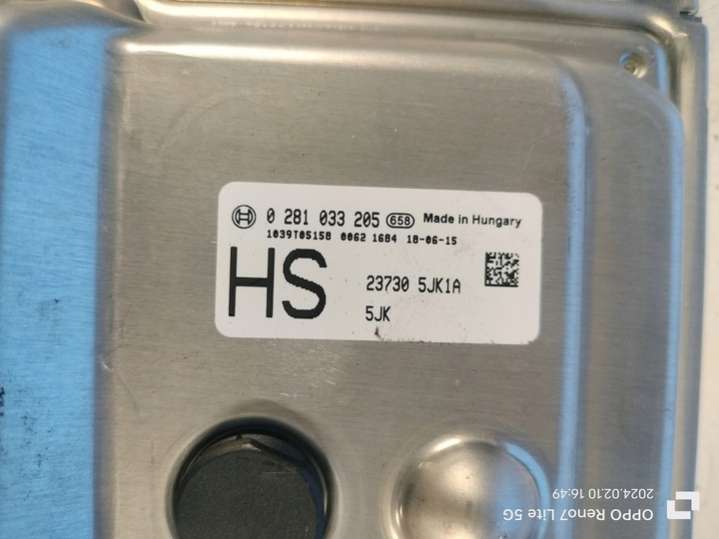 0 281 033 205 658 Made in Hungary
1039T05158 0062 1684 18-06-15
HS
23730 5JK1A
5JK
OPPO Reno7 Lite 5G
2024.02.10 16:49